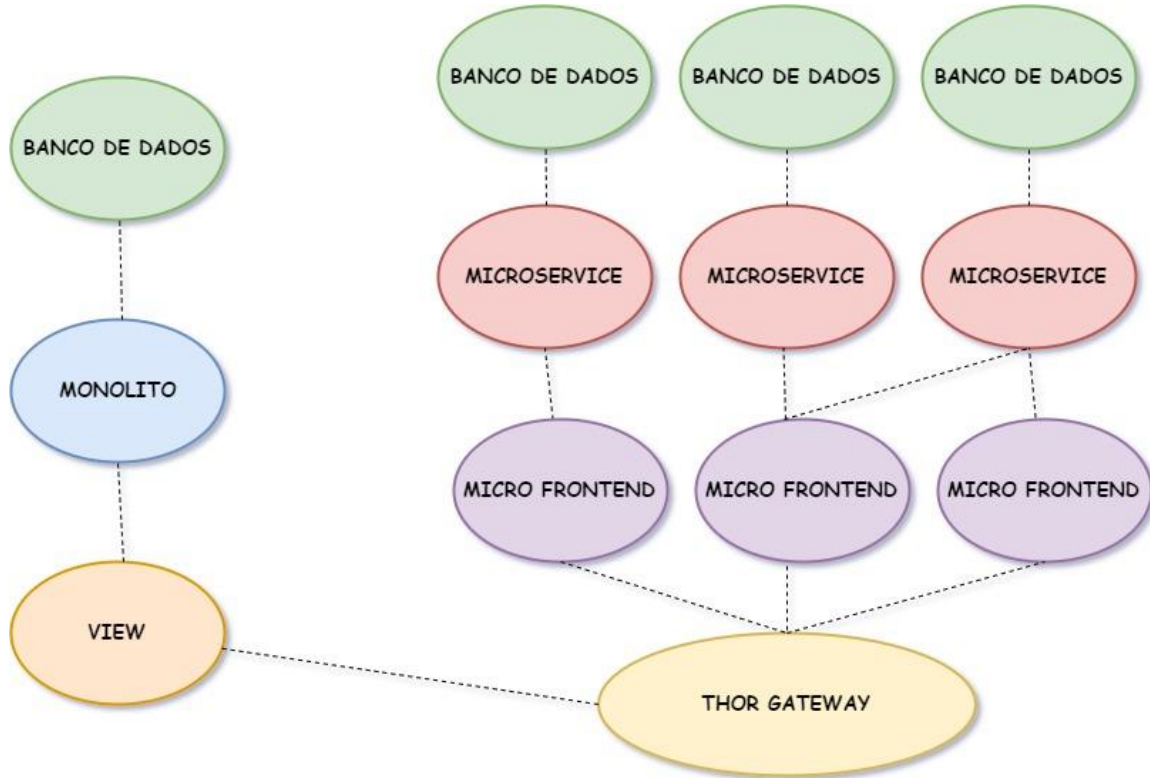 BANCO DE DADOS
BANCO DE DADOS
BANCO DE DADOS
BANCO DE DADOS
MICROSERVICE
MICROSERVICE
MICROSERVICE
MONOLITO
MICRO FRONTEND
MICRO FRONTEND
MICRO FRONTEND
VIEW
THOR GATEWAY